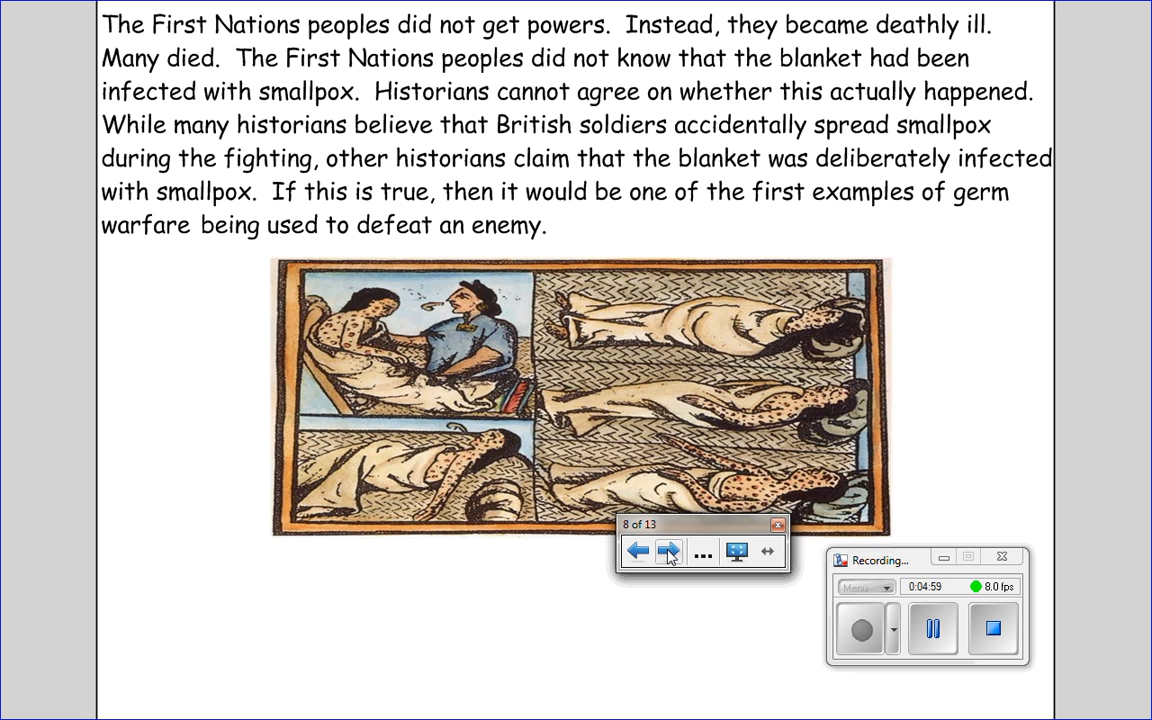 The First Nations peoples did not get powers. Instead, they became deathly ill.
Many died. The First Nations peoples did not know that the blanket had been
infected with smallpox. Historians cannot agree on whether this actually happened.
While many historians believe that British soldiers accidentally spread smallpox
during the fighting, other historians claim that the blanket was deliberately infected
with smallpox. If this is true, then it would be one of the first examples of germ
warfare being used to defeat an enemy.
8 of 13
...
Recording...
Menu
0:04:59
8.0 fps